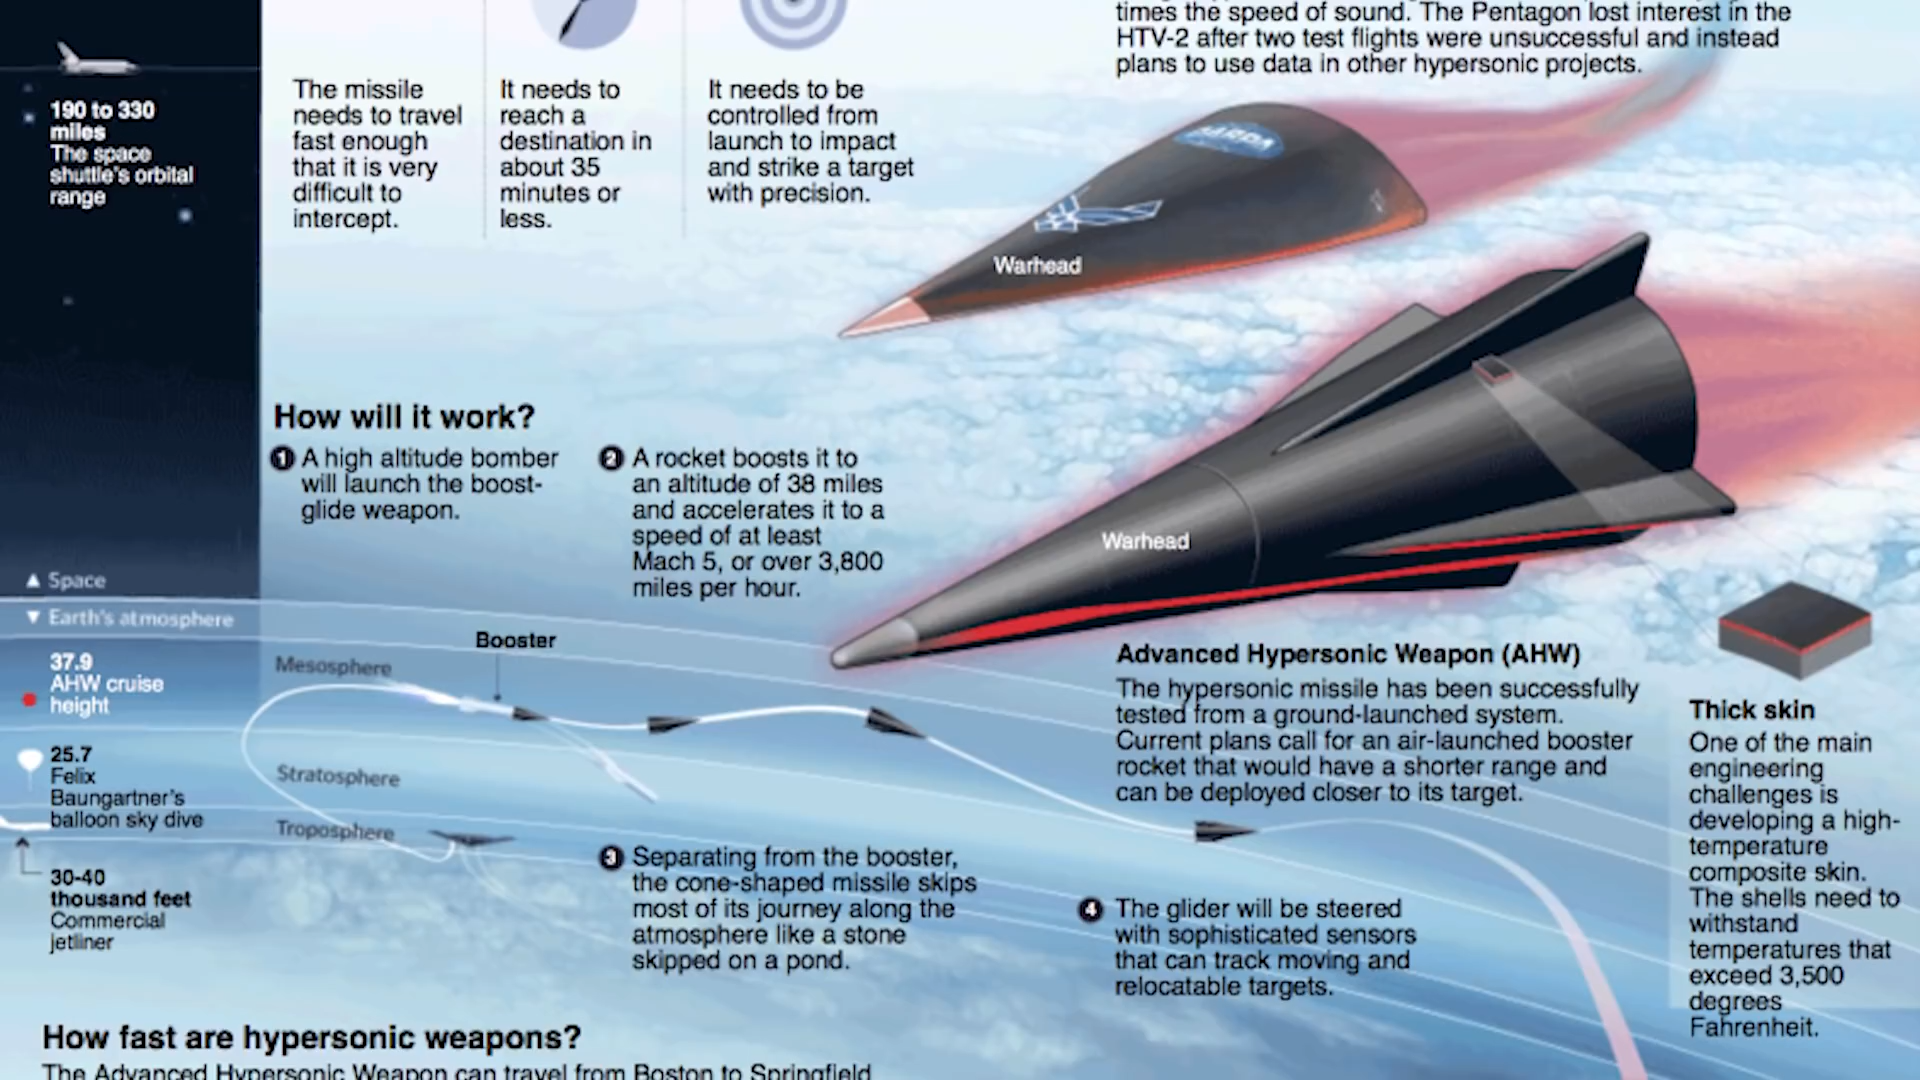 190 to 330
miles
The space
shuttle's orbital
range
The missile
needs to travel
fast enough
that it is very
difficult to
intercept.
It needs to
reach a
destination in
about 35
minutes or
less.
It needs to be
controlled from
launch to impact
and strike a target
with precision.
times the speed of sound. The Pentagon lost interest in the
HTV-2 after two test flights were unsuccessful and instead
plans to use data in other hypersonic projects.
DARPA
Warhead
How will it work?
1 A high altitude bomber
will launch the boost-
glide weapon.
2 A rocket boosts it to
an altitude of 38 miles
and accelerates it to a
speed of at least
Mach 5, or over 3,800
miles per hour.
Warhead
▲ Space
▼ Earth's atmosphere
37.9
AHW cruise
height
25.7
Felix
Baungartner's
balloon sky dive
30-40
thousand feet
Commercial
jetliner
Booster
Mesosphere
Stratosphere
Troposphere
3 Separating from the booster,
the cone-shaped missile skips
most of its journey along the
atmosphere like a stone
skipped on a pond.
Advanced Hypersonic Weapon (AHW)
The hypersonic missile has been successfully
tested from a ground-launched system.
Current plans call for an air-launched booster
rocket that would have a shorter range and
can be deployed closer to its target.
4 The glider will be steered
with sophisticated sensors
that can track moving and
relocatable targets.
Thick skin
One of the main
engineering
challenges is
developing a high-
temperature
composite skin.
The shells need to
withstand
temperatures that
exceed 3,500
degrees
Fahrenheit.
How fast are hypersonic weapons?
The Advanced Hypersonic Weapon can travel from Boston to Springfield